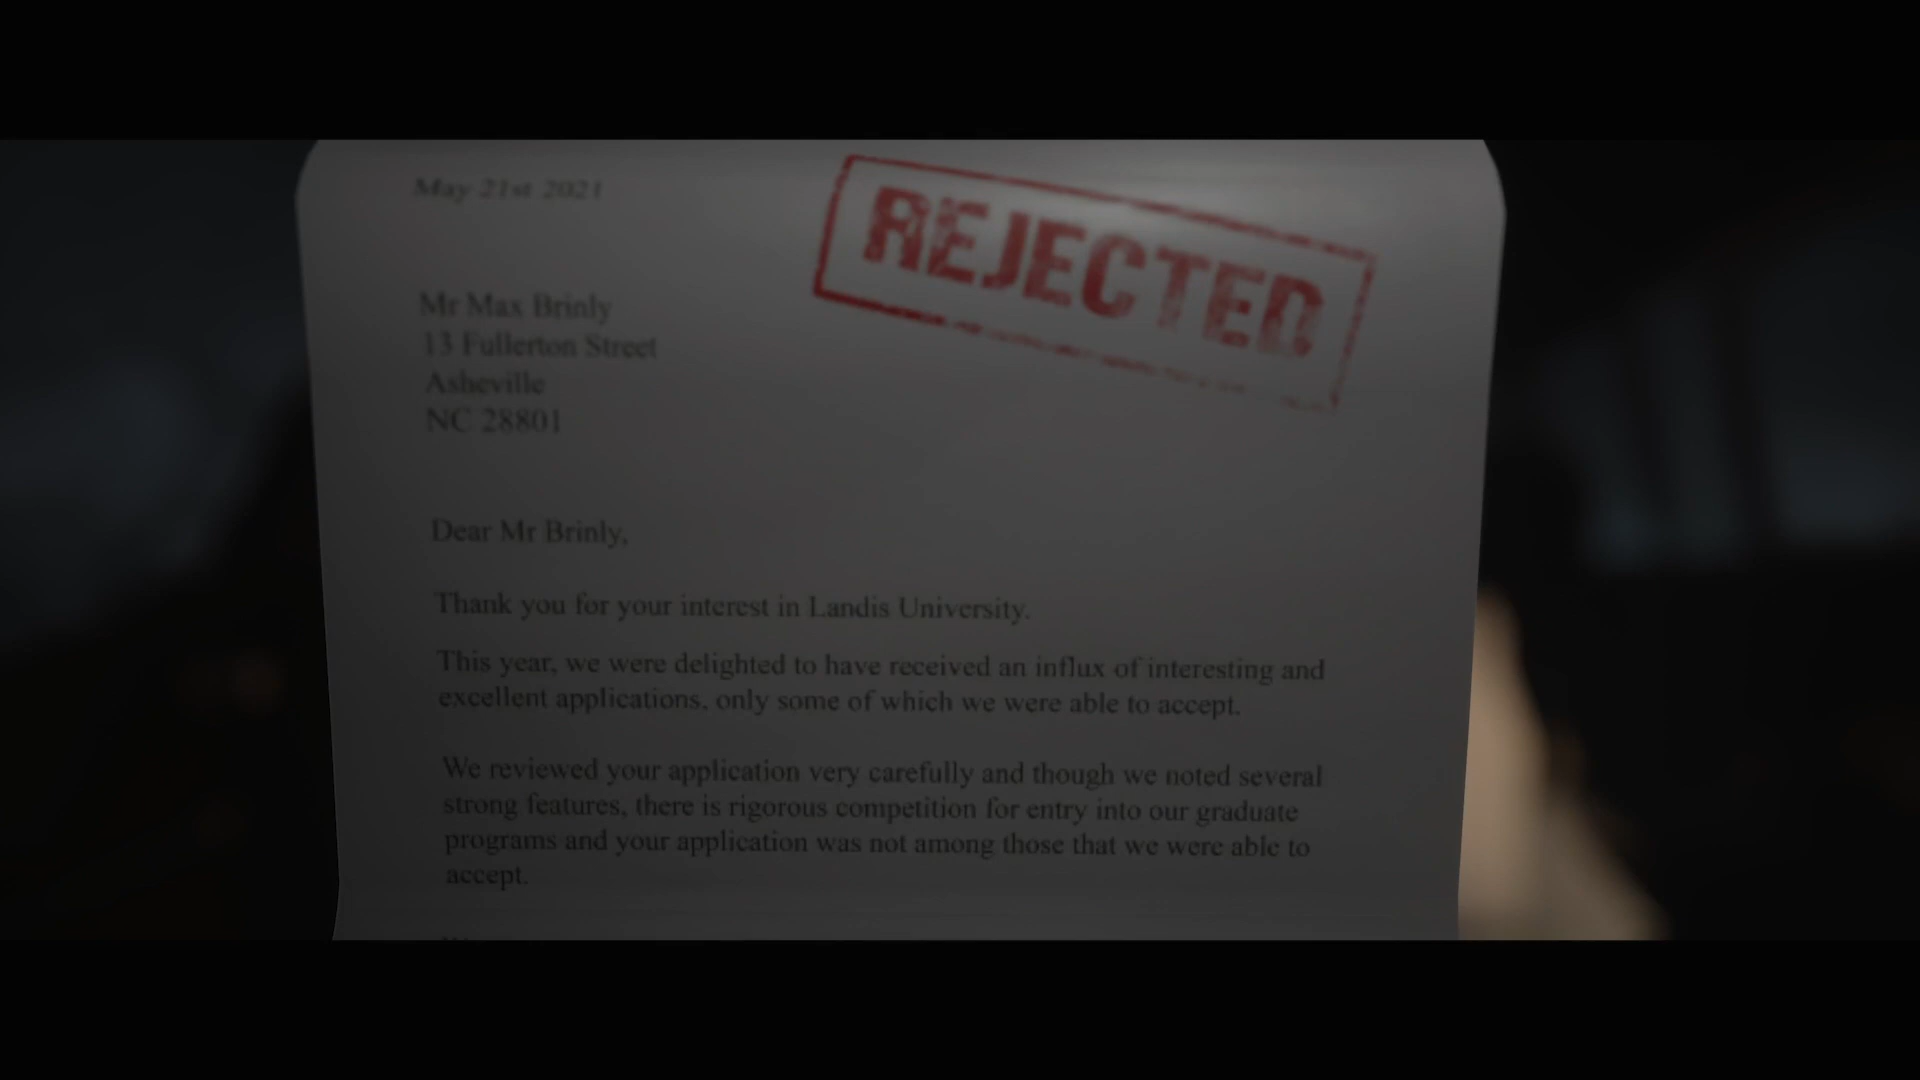 May 21st 2021
REJECTED
Mr Max Brinly
13 Fullerton Street
Asheville
NC 28801
Dear Mr Brinly,
Thank you for your interest in Landis University.
This year, we were delighted to have received an influx of interesting and
excellent applications, only some of which we were able to accept.
We reviewed your application very carefully and though we noted several
strong features, there is rigorous competition for entry into our graduate
programs and your application was not among those that we were able to
accept.